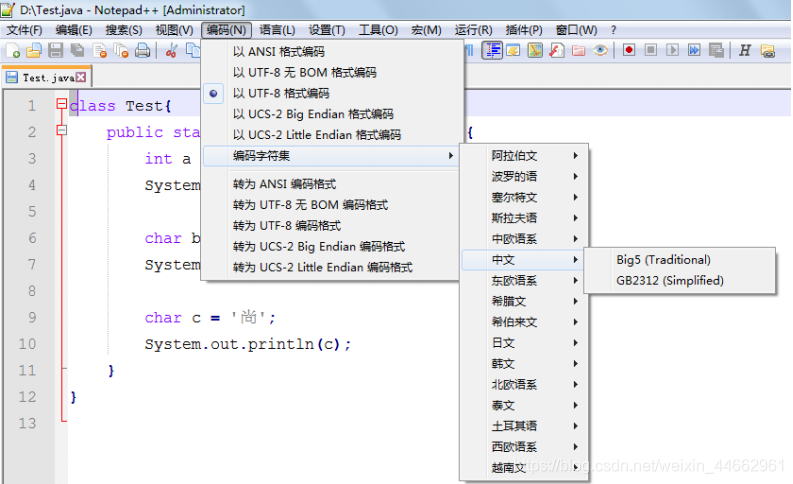 D:\Test.java - Notepad++ [Administrator]
文件(F) 编辑(E) 搜索(S) 视图(V) 编码(N) 语言(L) 设置(T) 工具(O) 宏(M) 运行(R) 插件(P) 窗口(W) ?
Test.java
以 ANSI 格式编码
以 UTF-8 无 BOM 格式编码
以 UTF-8 格式编码
以 UCS-2 Big Endian 格式编码
以 UCS-2 Little Endian 格式编码
编码字符集
转为 ANSI 编码格式
转为 UTF-8 无 BOM 编码格式
转为 UTF-8 编码格式
转为 UCS-2 Big Endian 编码格式
转为 UCS-2 Little Endian 编码格式
阿拉伯文
波罗的语
塞尔特文
斯拉夫语
中欧语系
中文
东欧语系
希腊文
希伯来文
日文
韩文
北欧语系
泰文
土耳其语
西欧语系
越南文
Big5 (Traditional)
GB2312 (Simplified)
1 class Test{
2 public sta {
3 int a
4 System
5
6 char b
7 System
8
9 char c = '尚';
10 System.out.println(c);
11 }
12 }
13
https://blog.csdn.net/weixin_44662961